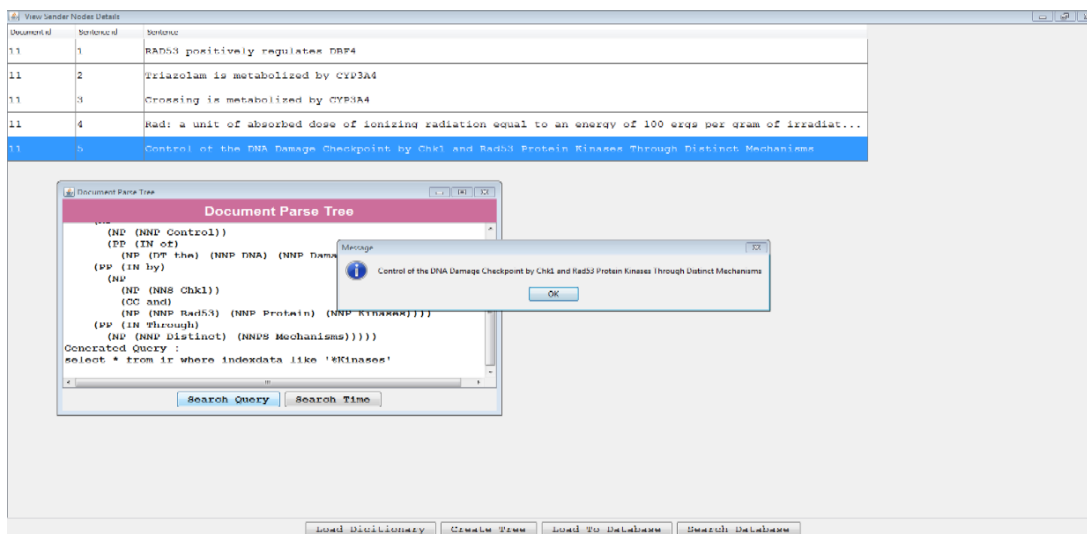 View Sender Nodes Details
Document id Sentence id Sentence
11 1 RAD53 positively regulates DBF4
11 2 Triazolam is metabolized by CYP3A4
11 3 Crossing is metabolized by CYP3A4
11 4 Rad: a unit of absorbed dose of ionizing radiation equal to an energy of 100 ergs per gram of irradiat...
11 5 Control of the DNA Damage Checkpoint by Chk1 and Rad53 Protein Kinases Through Distinct Mechanisms
Document Parse Tree
Document Parse Tree
(NP (NNP Control))
(PP (IN of)
(NP (DT the) (NNP DNA) (NNP Dama
(PP (IN by)
(NP
(NP (NNS Chk1))
(CC and)
(NP (NNP Rad53) (NNP Protein) (NNP Kinases))))
(PP (IN Through)
(NP (NNP Distinct) (NNPS Mechanisms)))))
Generated Query :
select * from ir where indexdata like '%Kinases'
Search Query Search Time
Message
Control of the DNA Damage Checkpoint by Chk1 and Rad53 Protein Kinases Through Distinct Mechanisms
OK
Load Dicitionary Create Tree Load To Database Search Database